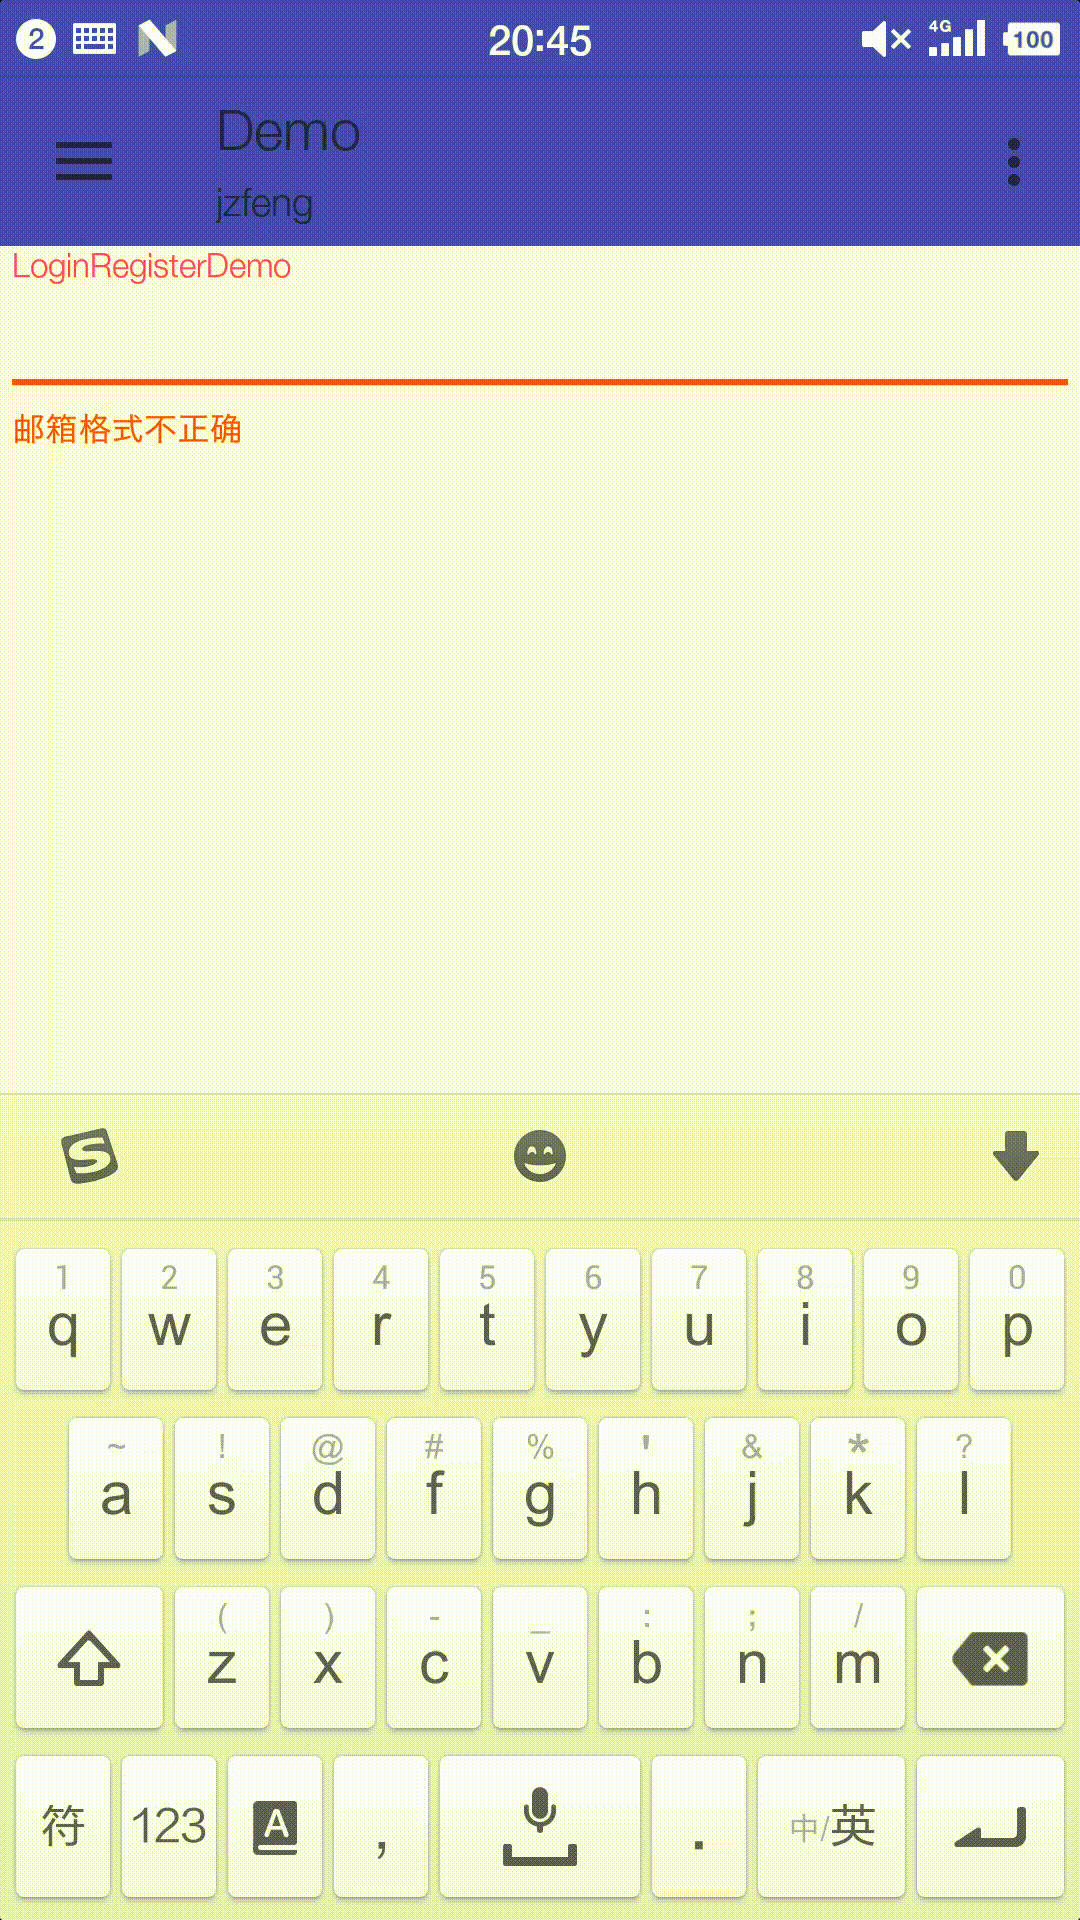 2 20:45 4G 100
Demo
jzfeng
LoginRegisterDemo
邮箱格式不正确
1 2 3 4 5 6 7 8 9 0
q w e r t y u i o p
~ ! @ # % ' & * ?
a s d f g h j k l
( ) - _ : ; /
z x c v b n m
符 123 A , . 中/英